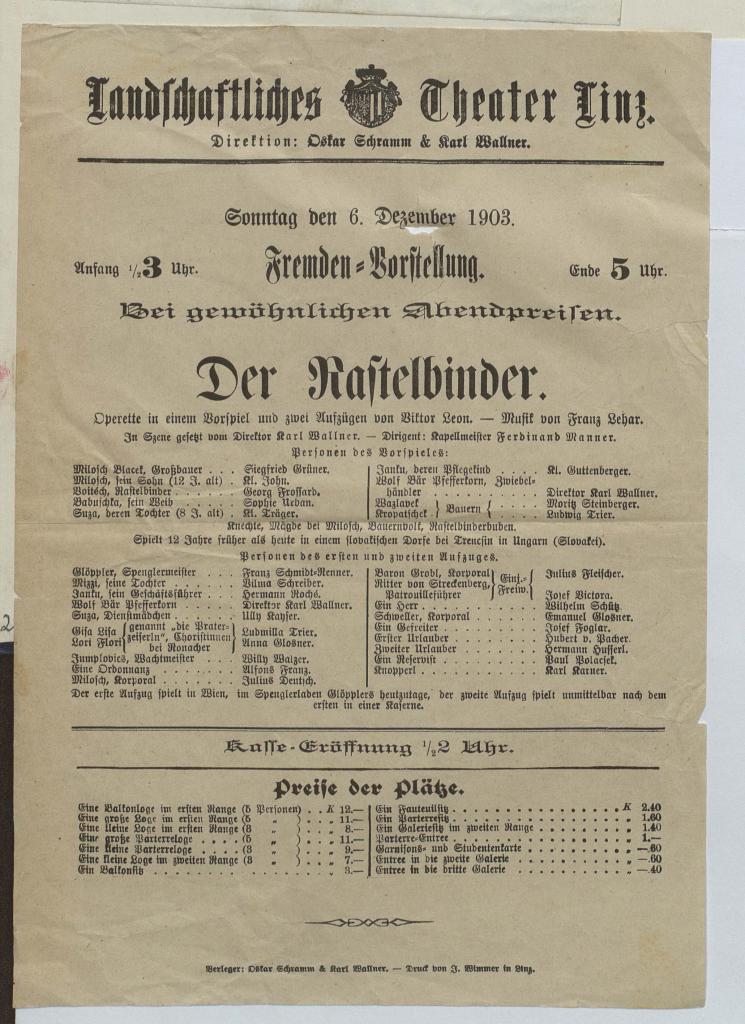 Landschaftliches Theater Linz.
Direktion: Oskar Schramm & Karl Wallner.
Sonntag den 6. Dezember 1903.
Anfang ½3 Uhr. Fremden-Vorstellung. Ende 5 Uhr.
Bei gewöhnlichen Abendpreisen.
Der Rastelbinder.
Operette in einem Vorspiel und zwei Aufzügen von Viktor Leon. — Musik von Franz Lehar.
In Szene gesetzt vom Direktor Karl Wallner. — Dirigent: Kapellmeister Ferdinand Manner.
Personen des Vorspieles:
Milosch Blacek, Großbauer . . . Siegfried Grüner.
Milosch, sein Sohn (12 J. alt) . Kl. John.
Voitech, Rastelbinder . . . . . Georg Frossard.
Babuschka, sein Weib . . . . Sophie Urban.
Suza, deren Tochter (8 J. alt) . Kl. Träger.
Janku, deren Pflegekind . . . . Kl. Guttenberger.
Wolf Bär Pfefferkorn, Zwiebel-
händler . . . . . . . . . Direktor Karl Wallner.
Wazlawek } Bauern { . . . . Moritz Steinberger.
Kropatschek } { . . . . Ludwig Trier.
Knechte, Mägde bei Milosch, Bauernvolk, Rastelbinderbuben.
Spielt 12 Jahre früher als heute in einem slovakischen Dorfe bei Trencsin in Ungarn (Slovakei).
Personen des ersten und zweiten Aufzuges.
Glöppler, Spenglermeister . . . Franz Schmidt-Renner.
Mizzi, seine Tochter . . . . . . Vilma Schreiber.
Janku, sein Geschäftsführer . . . Hermann Rochs.
Wolf Bär Pfefferkorn . . . . Direktor Karl Wallner.
Suza, Dienstmädchen . . . . . Ully Kayser.
Gisa Lisa } genannt „die Prater- { Ludmilla Trier.
Lori Flori } zeiserln", Choristinnen { Anna Glosner.
bei Ronacher
Jumplovics, Wachtmeister . . . Willy Walzer.
Eine Ordonnanz . . . . . . Alfons Franz.
Milosch, Korporal . . . . . . . Julius Deutsch.
Baron Grobl, Korporal } Einj.- { Julius Fleischer.
Ritter von Streckenberg, } Freiw. {
Patrouilleführer Josef Victora.
Ein Herr . . . . . . . . . . Wilhelm Schütz.
Schweller, Korporal . . . . . . Emanuel Glosner.
Ein Gefreiter . . . . . . . . Josef Foglar.
Erster Urlauber . . . . . . . Hubert v. Pacher.
Zweiter Urlauber . . . . . . . Hermann Hufferl.
Ein Reservist . . . . . . . . Paul Polacsek.
Knopperl . . . . . . . . . . Karl Karner.
Der erste Aufzug spielt in Wien, im Spenglerladen Glöpplers heutzutage, der zweite Aufzug spielt unmittelbar nach dem
ersten in einer Kaserne.
Kasse-Eröffnung ½2 Uhr.
Preise der Plätze.
Eine Balkonloge im ersten Range (5 Personen) . . K 12.—
Eine große Loge im ersten Range (5 „ ) . . „ 11.—
Eine kleine Loge im ersten Range (3 „ ) . . „ 8.—
Eine große Parterreloge . . . . (5 „ ) . . „ 11.—
Eine kleine Parterreloge . . . . (3 „ ) . . „ 9.—
Eine kleine Loge im zweiten Range (3 „ ) . . „ 7.—
Ein Balkonsitz . . . . . . . . . . . . „ 3.—
Ein Fauteuilsitz . . . . . . . . . . . . K 2.40
Ein Parterresitz . . . . . . . . . . . . „ 1.60
Ein Galeriesitz im zweiten Range . . . . . . „ 1.40
Parterre-Entree . . . . . . . . . . . . „ 1.—
Garnisons- und Studentenkarte . . . . . . . „ —.60
Entree in die zweite Galerie . . . . . . . . „ —.60
Entree in die dritte Galerie . . . . . . . . „ —.40
Verleger: Oskar Schramm & Karl Wallner. — Druck von J. Wimmer in Linz.
2